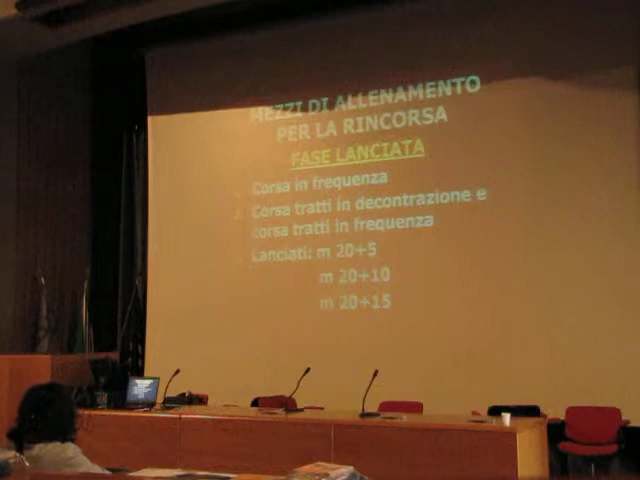 MEZZI DI ALLENAMENTO
PER LA RINCORSA
FASE LANCIATA
Corsa in frequenza
Corsa tratti in decontrazione e
corsa tratti in frequenza
Lanciati: m 20+5
m 20+10
m 20+15